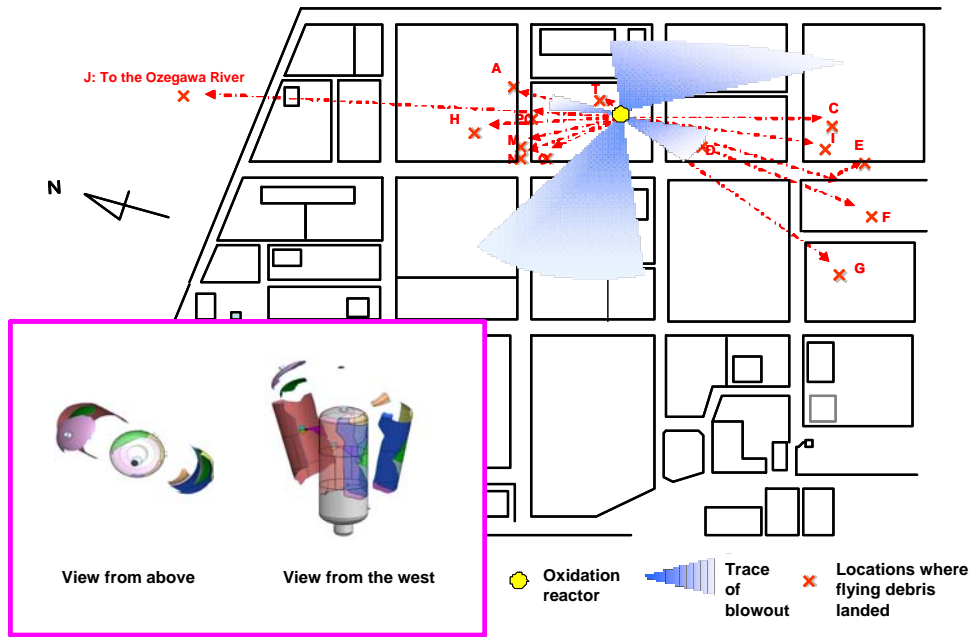 J: To the Ozegawa River
A
T
H
P
C
M
I
D
E
N
O
N
F
G
View from above
View from the west
Oxidation
reactor
Trace
of
blowout
Locations where
flying debris
landed